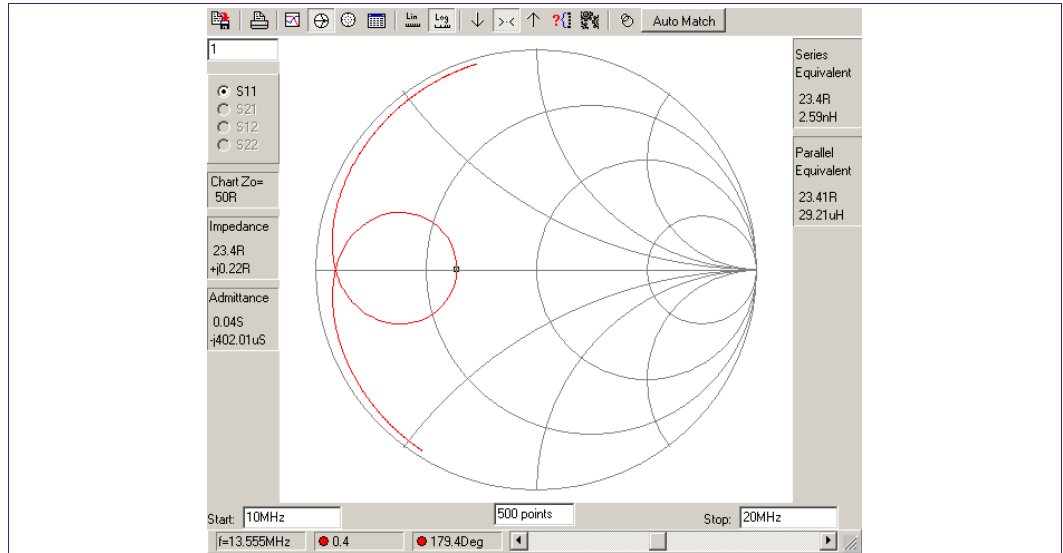 Lin
Log
?{
Auto Match
1
S11
S21
S12
S22
Chart Zo=
50R
Impedance
23.4R
+j0.22R
Admittance
0.04S
-j402.01uS
Series
Equivalent
23.4R
2.59nH
Parallel
Equivalent
23.41R
29.21uH
Start: 10MHz
500 points
Stop: 20MHz
f=13.555MHz
0.4
179.4Deg